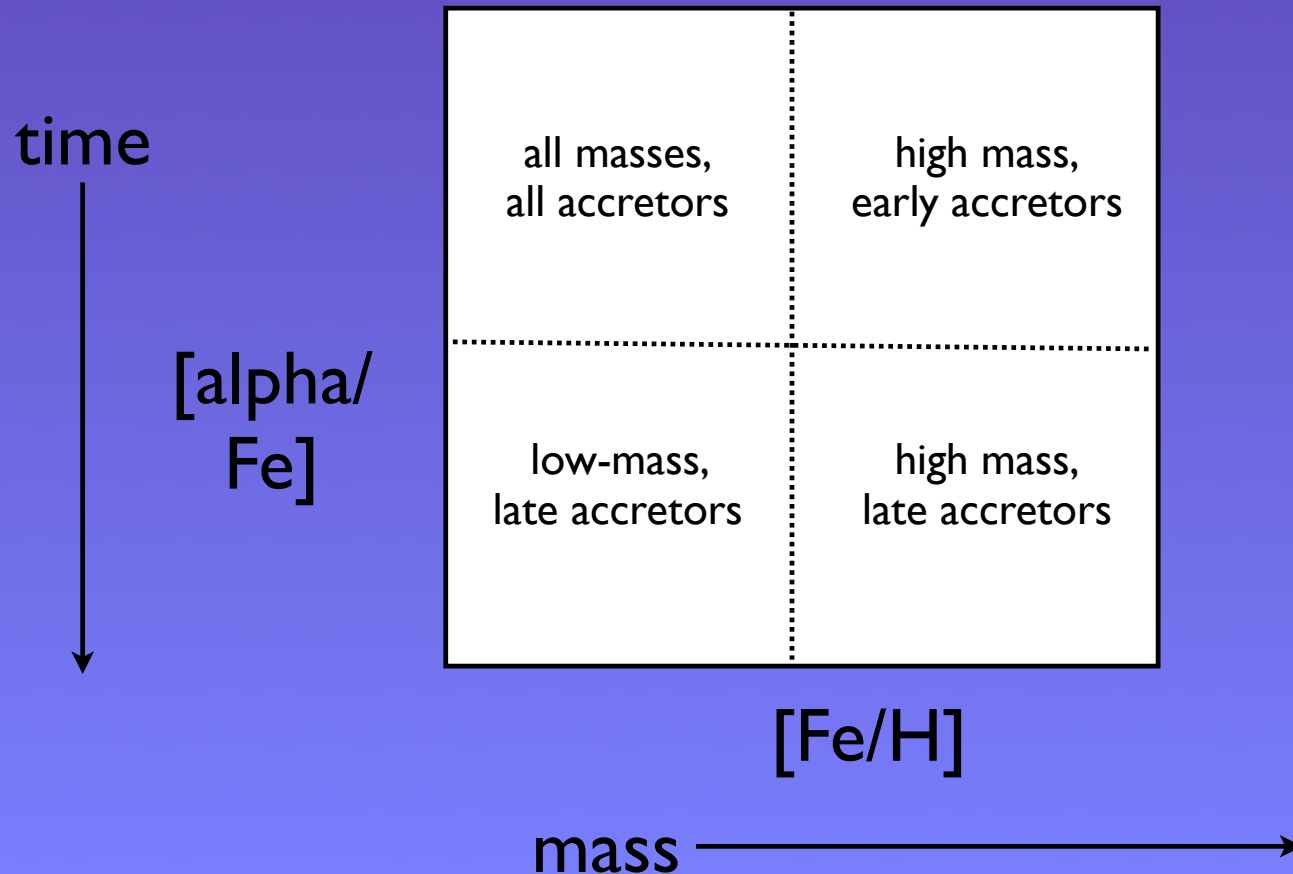 time
all masses,
all accretors
high mass,
early accretors
[alpha/
Fe]
low-mass,
late accretors
high mass,
late accretors
[Fe/H]
mass